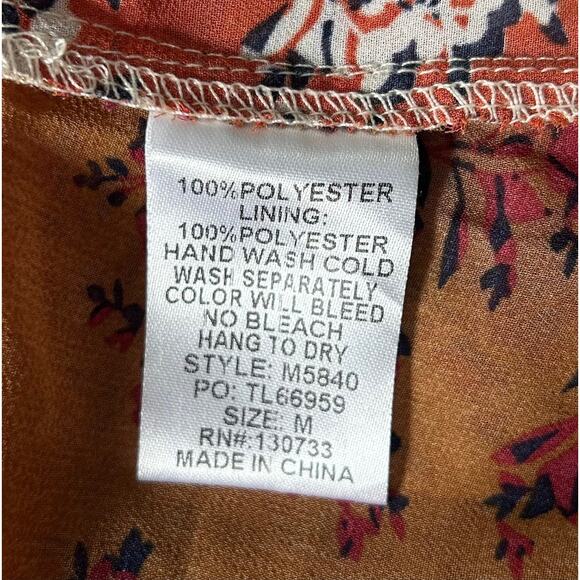 100%POLYESTER
LINING:
100%POLYESTER
HAND WASH COLD
WASH SEPARATELY
COLOR WILL BLEED
NO BLEACH
HANG TO DRY
STYLE: M5840
PO: TL66959
SIZE: M
RN#:130733
MADE IN CHINA